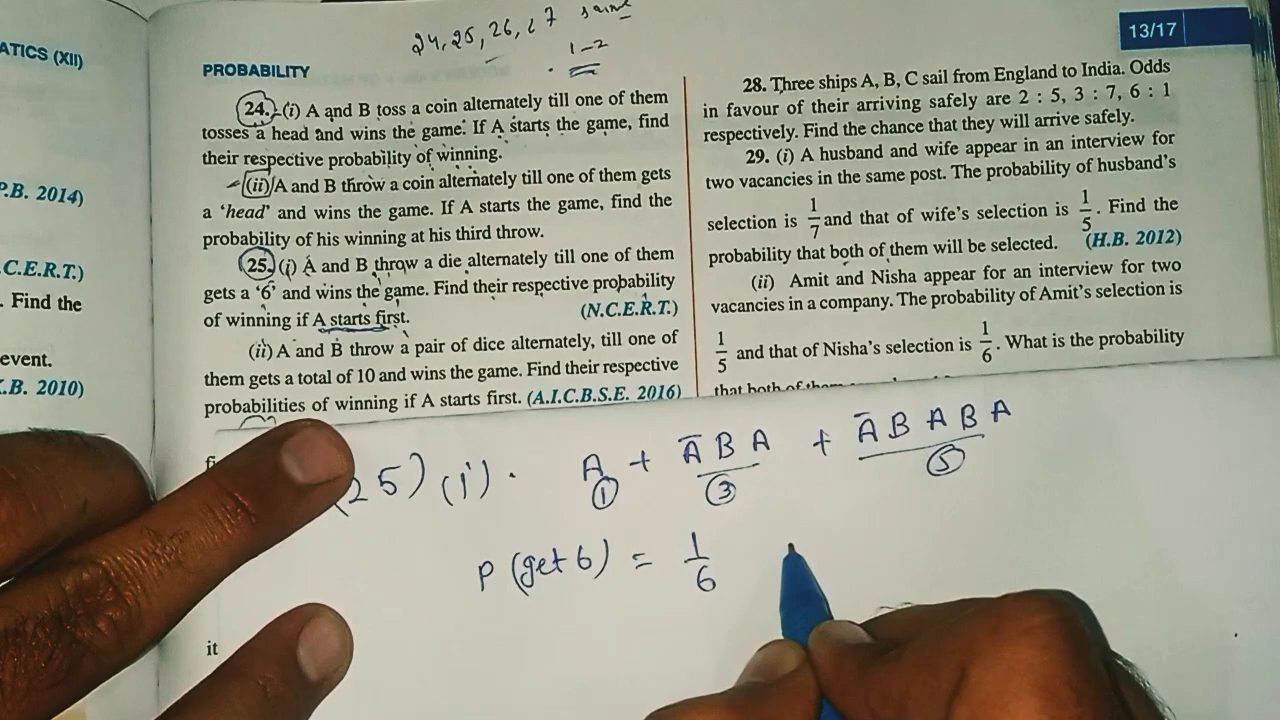 24, 25, 26, 27 same
1-2
13/17
ATICS (XII)
P.B. 2014)
C.E.R.T.)
. Find the
event.
.B. 2010)
PROBABILITY
24. (i) A and B toss a coin alternately till one of them
tosses a head and wins the game. If A starts the game, find
their respective probability of winning.
(ii) A and B throw a coin alternately till one of them gets
a ‘head’ and wins the game. If A starts the game, find the
probability of his winning at his third throw.
25. (i) A and B throw a die alternately till one of them
gets a ‘6’ and wins the game. Find their respective probability
of winning if A starts first. (N.C.E.R.T.)
(ii) A and B throw a pair of dice alternately, till one of
them gets a total of 10 and wins the game. Find their respective
probabilities of winning if A starts first. (A.I.C.B.S.E. 2016)
28. Three ships A, B, C sail from England to India. Odds
in favour of their arriving safely are 2 : 5, 3 : 7, 6 : 1
respectively. Find the chance that they will arrive safely.
29. (i) A husband and wife appear in an interview for
two vacancies in the same post. The probability of husband’s
selection is 1/7 and that of wife’s selection is 1/5. Find the
probability that both of them will be selected. (H.B. 2012)
(ii) Amit and Nisha appear for an interview for two
vacancies in a company. The probability of Amit’s selection is
1/5 and that of Nisha’s selection is 1/6. What is the probability
that both of them
25) (i). A + Ā B A + Ā B A B A
① ③ ⑤
P (get 6) = 1/6
it